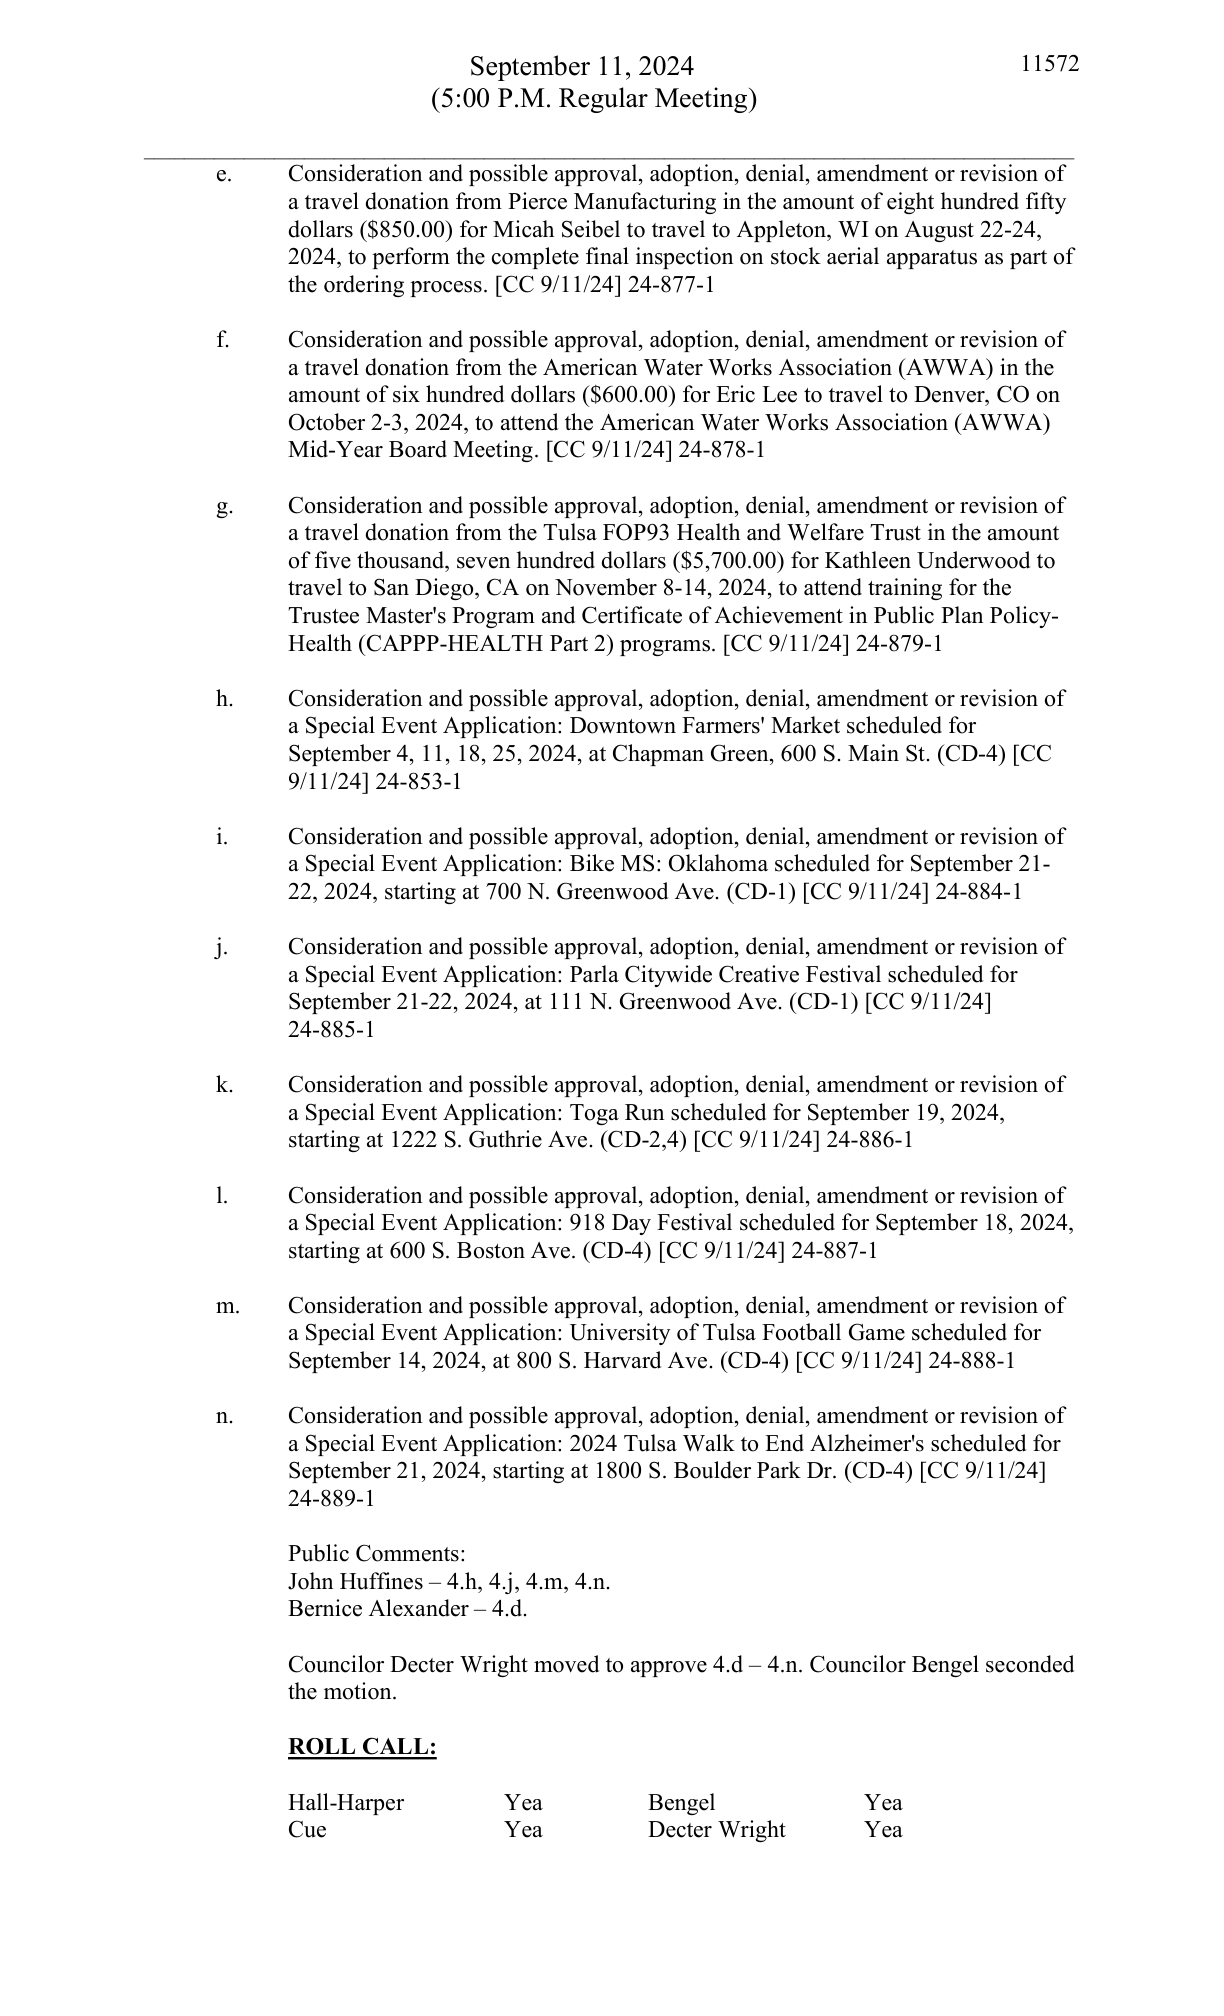 September 11, 2024
11572
(5:00 P.M. Regular Meeting)
e. Consideration and possible approval, adoption, denial, amendment or revision of
a travel donation from Pierce Manufacturing in the amount of eight hundred fifty
dollars ($850.00) for Micah Seibel to travel to Appleton, WI on August 22-24,
2024, to perform the complete final inspection on stock aerial apparatus as part of
the ordering process. [CC 9/11/24] 24-877-1
f. Consideration and possible approval, adoption, denial, amendment or revision of
a travel donation from the American Water Works Association (AWWA) in the
amount of six hundred dollars ($600.00) for Eric Lee to travel to Denver, CO on
October 2-3, 2024, to attend the American Water Works Association (AWWA)
Mid-Year Board Meeting. [CC 9/11/24] 24-878-1
g. Consideration and possible approval, adoption, denial, amendment or revision of
a travel donation from the Tulsa FOP93 Health and Welfare Trust in the amount
of five thousand, seven hundred dollars ($5,700.00) for Kathleen Underwood to
travel to San Diego, CA on November 8-14, 2024, to attend training for the
Trustee Master's Program and Certificate of Achievement in Public Plan Policy-
Health (CAPPP-HEALTH Part 2) programs. [CC 9/11/24] 24-879-1
h. Consideration and possible approval, adoption, denial, amendment or revision of
a Special Event Application: Downtown Farmers' Market scheduled for
September 4, 11, 18, 25, 2024, at Chapman Green, 600 S. Main St. (CD-4) [CC
9/11/24] 24-853-1
i. Consideration and possible approval, adoption, denial, amendment or revision of
a Special Event Application: Bike MS: Oklahoma scheduled for September 21-
22, 2024, starting at 700 N. Greenwood Ave. (CD-1) [CC 9/11/24] 24-884-1
j. Consideration and possible approval, adoption, denial, amendment or revision of
a Special Event Application: Parla Citywide Creative Festival scheduled for
September 21-22, 2024, at 111 N. Greenwood Ave. (CD-1) [CC 9/11/24]
24-885-1
k. Consideration and possible approval, adoption, denial, amendment or revision of
a Special Event Application: Toga Run scheduled for September 19, 2024,
starting at 1222 S. Guthrie Ave. (CD-2,4) [CC 9/11/24] 24-886-1
l. Consideration and possible approval, adoption, denial, amendment or revision of
a Special Event Application: 918 Day Festival scheduled for September 18, 2024,
starting at 600 S. Boston Ave. (CD-4) [CC 9/11/24] 24-887-1
m. Consideration and possible approval, adoption, denial, amendment or revision of
a Special Event Application: University of Tulsa Football Game scheduled for
September 14, 2024, at 800 S. Harvard Ave. (CD-4) [CC 9/11/24] 24-888-1
n. Consideration and possible approval, adoption, denial, amendment or revision of
a Special Event Application: 2024 Tulsa Walk to End Alzheimer's scheduled for
September 21, 2024, starting at 1800 S. Boulder Park Dr. (CD-4) [CC 9/11/24]
24-889-1
Public Comments:
John Huffines – 4.h, 4.j, 4.m, 4.n.
Bernice Alexander – 4.d.
Councilor Decter Wright moved to approve 4.d – 4.n. Councilor Bengel seconded
the motion.
ROLL CALL:
Hall-Harper Yea Bengel Yea
Cue Yea Decter Wright Yea